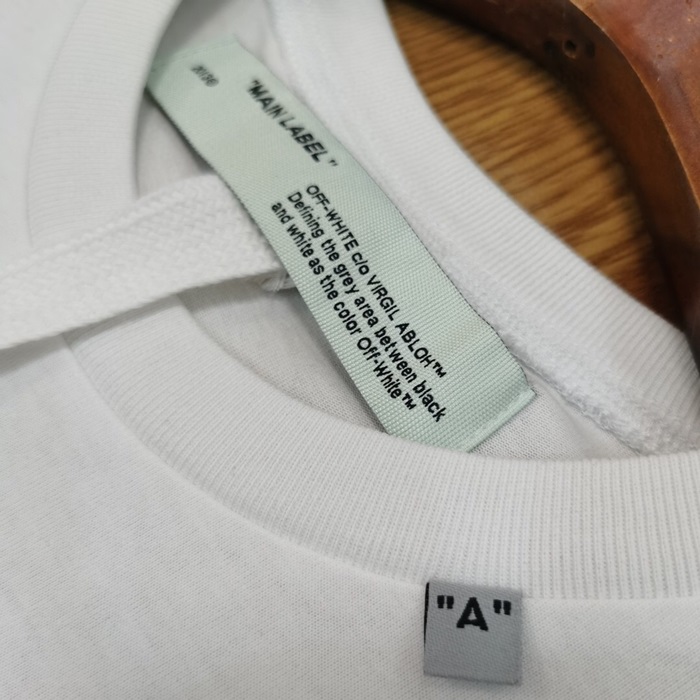 "MAIN LABEL"
OFF-WHITE c/o VIRGIL ABLOH™
Defining the grey area between black
and white as the color Off-White™
"A"